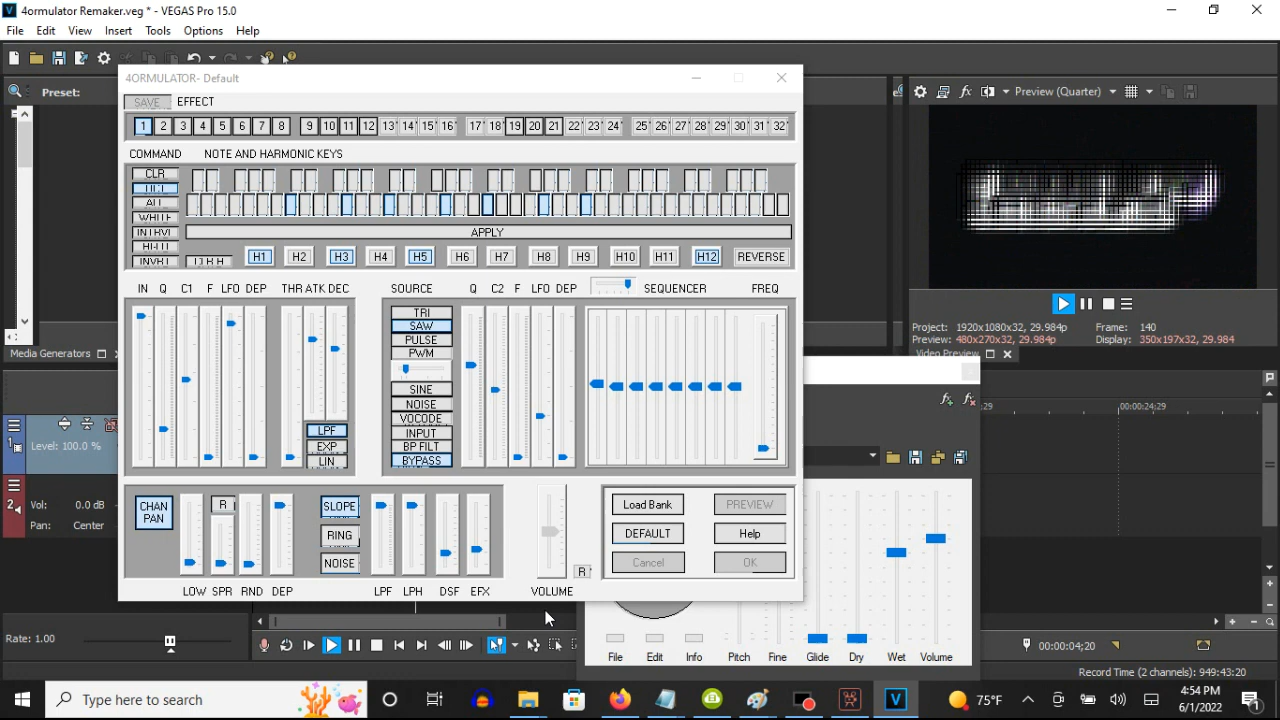 4ormulator Remaker.veg * - VEGAS Pro 15.0
File Edit View Insert Tools Options Help
Preset:
4ORMULATOR- Default
SAVE EFFECT
1 2 3 4 5 6 7 8 9 10 11 12 13 14 15 16 17 18 19 20 21 22 23 24 25 26 27 28 29 30 31 32
COMMAND NOTE AND HARMONIC KEYS
CLR
ALL
WHITE
INVRT
APPLY
H1 H2 H3 H4 H5 H6 H7 H8 H9 H10 H11 H12 REVERSE
IN Q C1 F LFO DEP THR ATK DEC SOURCE Q C2 F LFO DEP SEQUENCER FREQ
TRI
SAW
PULSE
PWM
SINE
NOISE
VOCODE
INPUT
BP FILT
BYPASS
LPF
EXP
LIN
CHAN PAN R SLOPE
RING
NOISE
LOW SPR RND DEP LPF LPH DSF EFX VOLUME R
Load Bank PREVIEW
DEFAULT Help
Cancel OK
Preview (Quarter)
Project: 1920x1080x32, 29.984p Frame: 140
Preview: 480x270x32, 29.984p Display: 350x197x32, 29.984
Video Preview
Media Generators
1 Level: 100.0 %
2 Vol: 0.0 dB
Pan: Center
:29 00:00:24;29
File Edit Info Pitch Fine Glide Dry Wet Volume
Rate: 1.00
00:00:04;20
Record Time (2 channels): 949:43:20
Type here to search
75°F
4:54 PM
6/1/2022
1